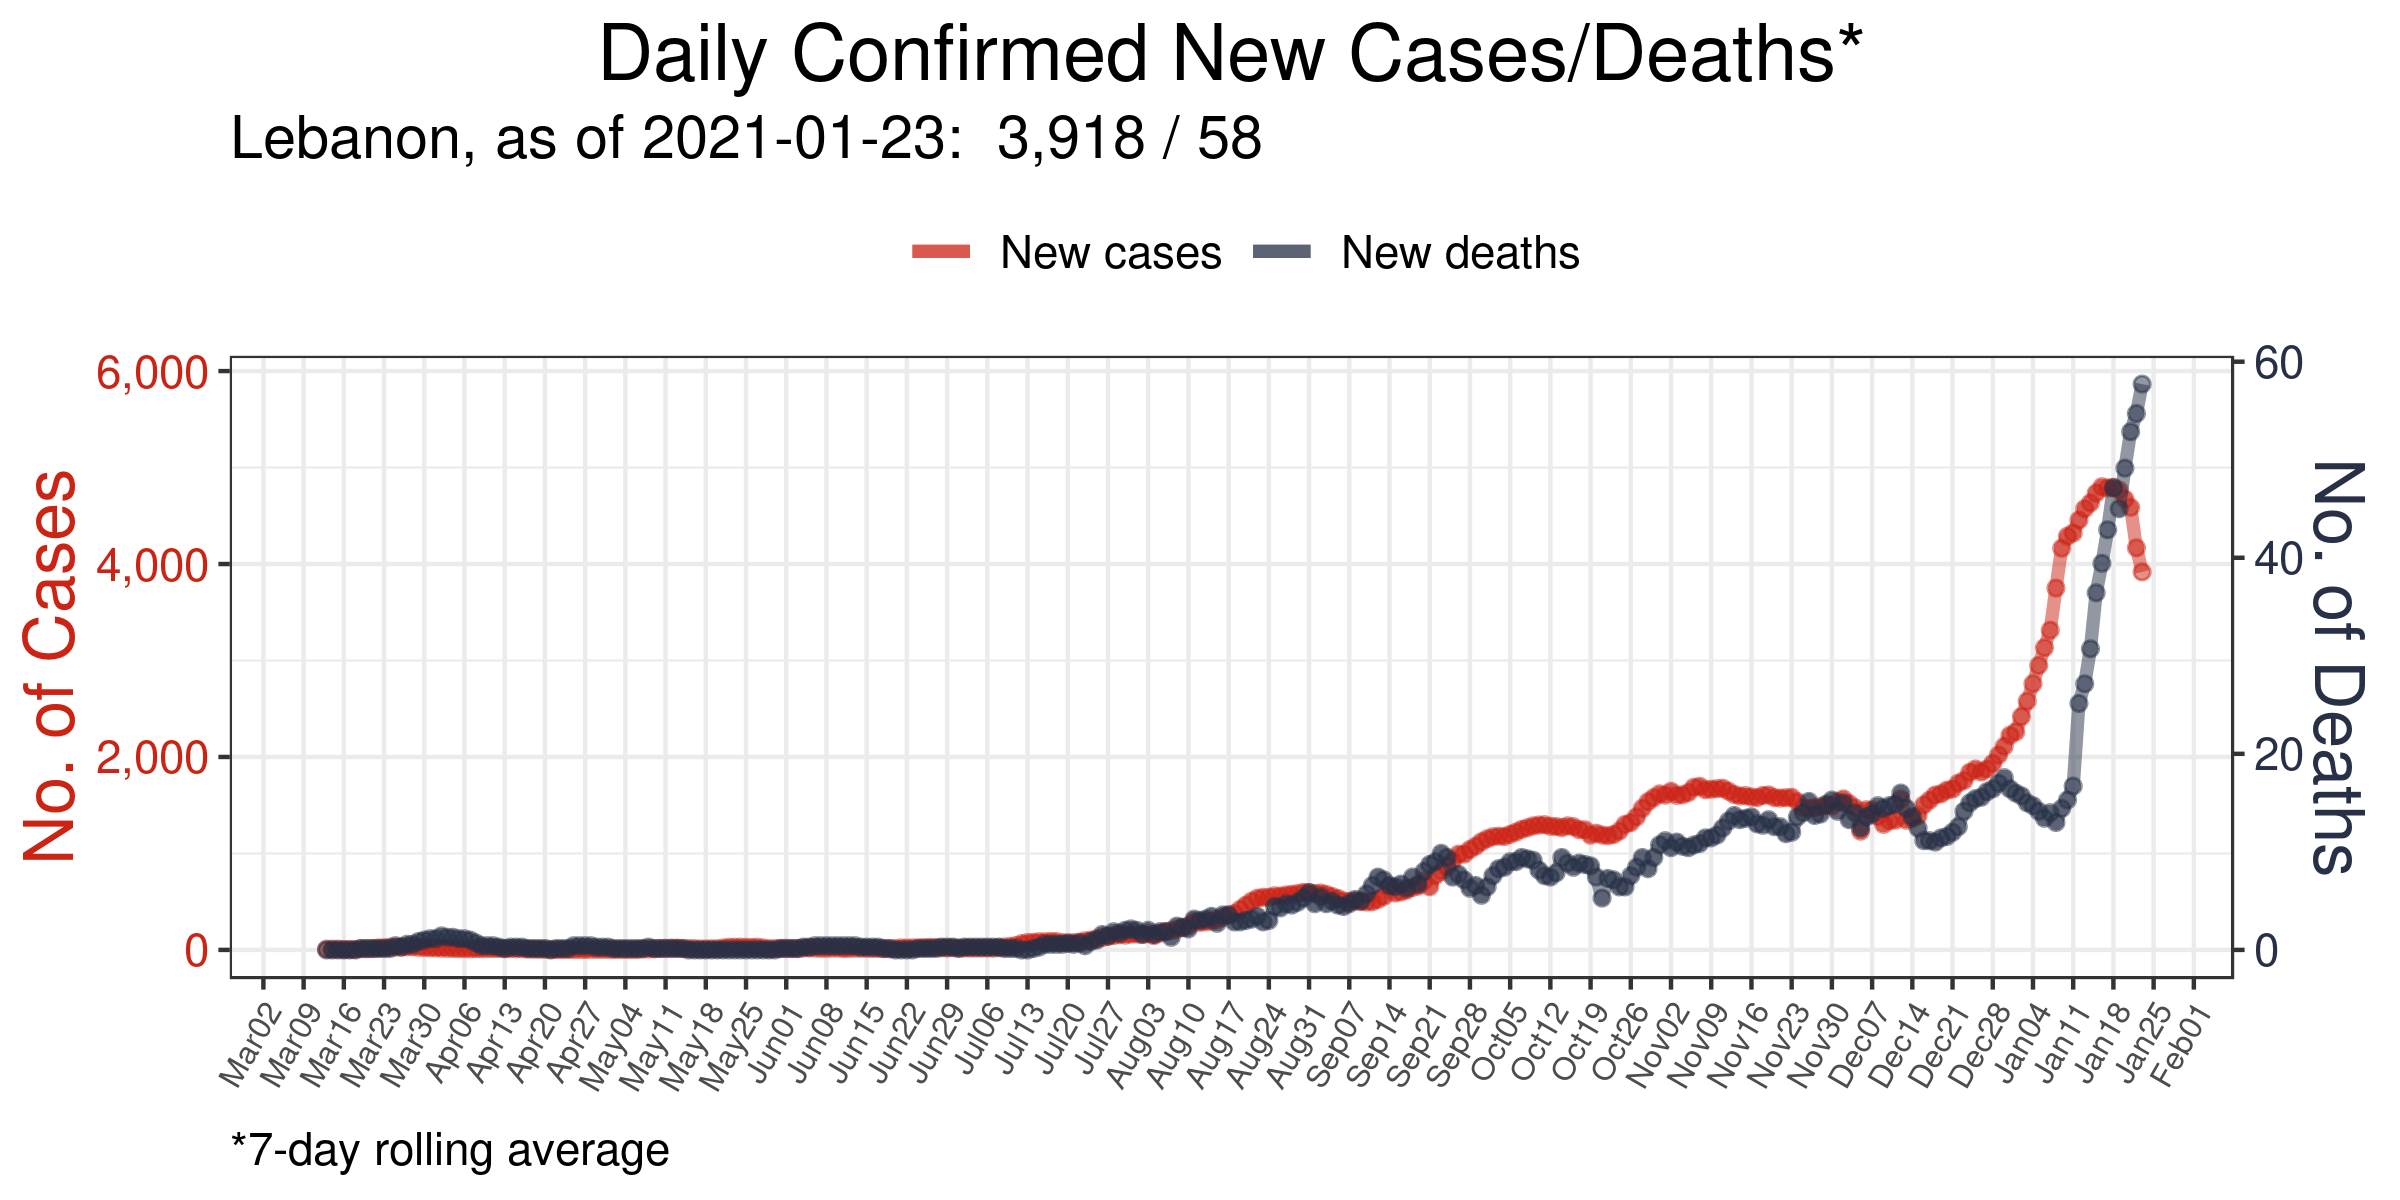 Daily Confirmed New Cases/Deaths*
Lebanon, as of 2021-01-23:  3,918 / 58
New cases New deaths
No. of Cases
6,000
4,000
2,000
0
60
40
20
0
No. of Deaths
Mar02 Mar09 Mar16 Mar23 Mar30 Apr06 Apr13 Apr20 Apr27 May04 May11 May18 May25 Jun01 Jun08 Jun15 Jun22 Jun29 Jul06 Jul13 Jul20 Jul27 Aug03 Aug10 Aug17 Aug24 Aug31 Sep07 Sep14 Sep21 Sep28 Oct05 Oct12 Oct19 Oct26 Nov02 Nov09 Nov16 Nov23 Nov30 Dec07 Dec14 Dec21 Dec28 Jan04 Jan11 Jan18 Jan25 Feb01
*7-day rolling average